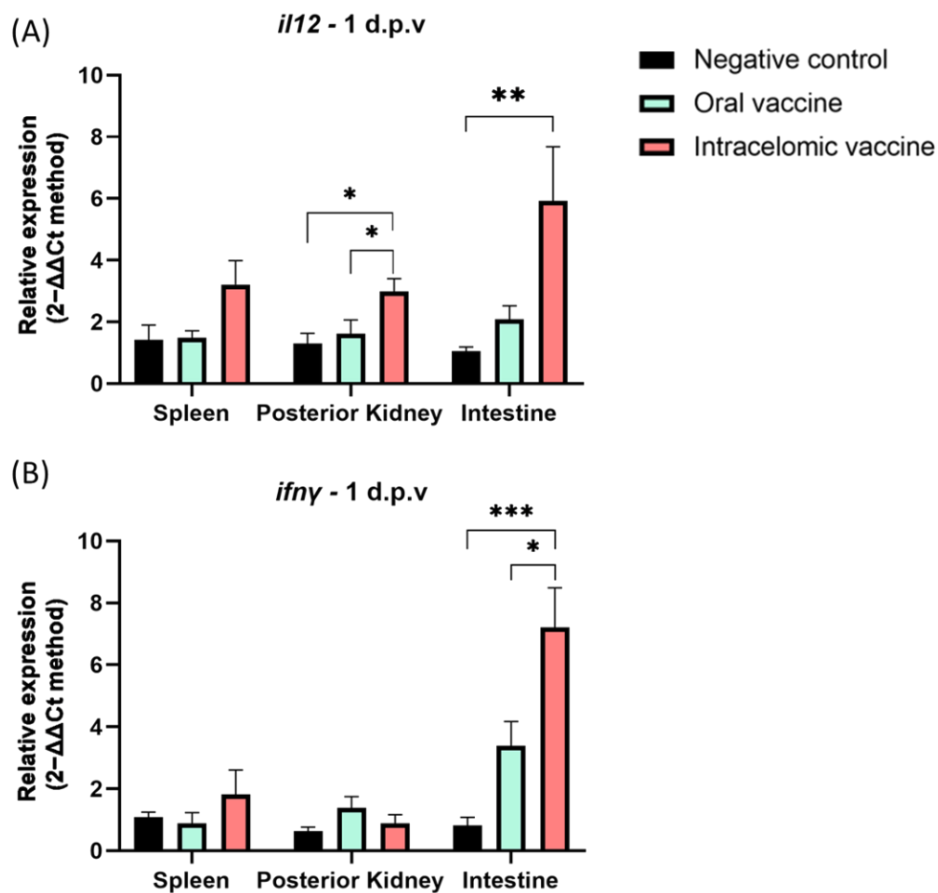 (A)
il12 - 1 d.p.v
Negative control
Oral vaccine
Intracelomic vaccine
Relative expression
(2−ΔΔCt method)
10
8
6
4
2
0
**
*
*
Spleen Posterior Kidney Intestine
(B)
ifnγ - 1 d.p.v
Relative expression
(2−ΔΔCt method)
10
8
6
4
2
0
***
*
Spleen Posterior Kidney Intestine